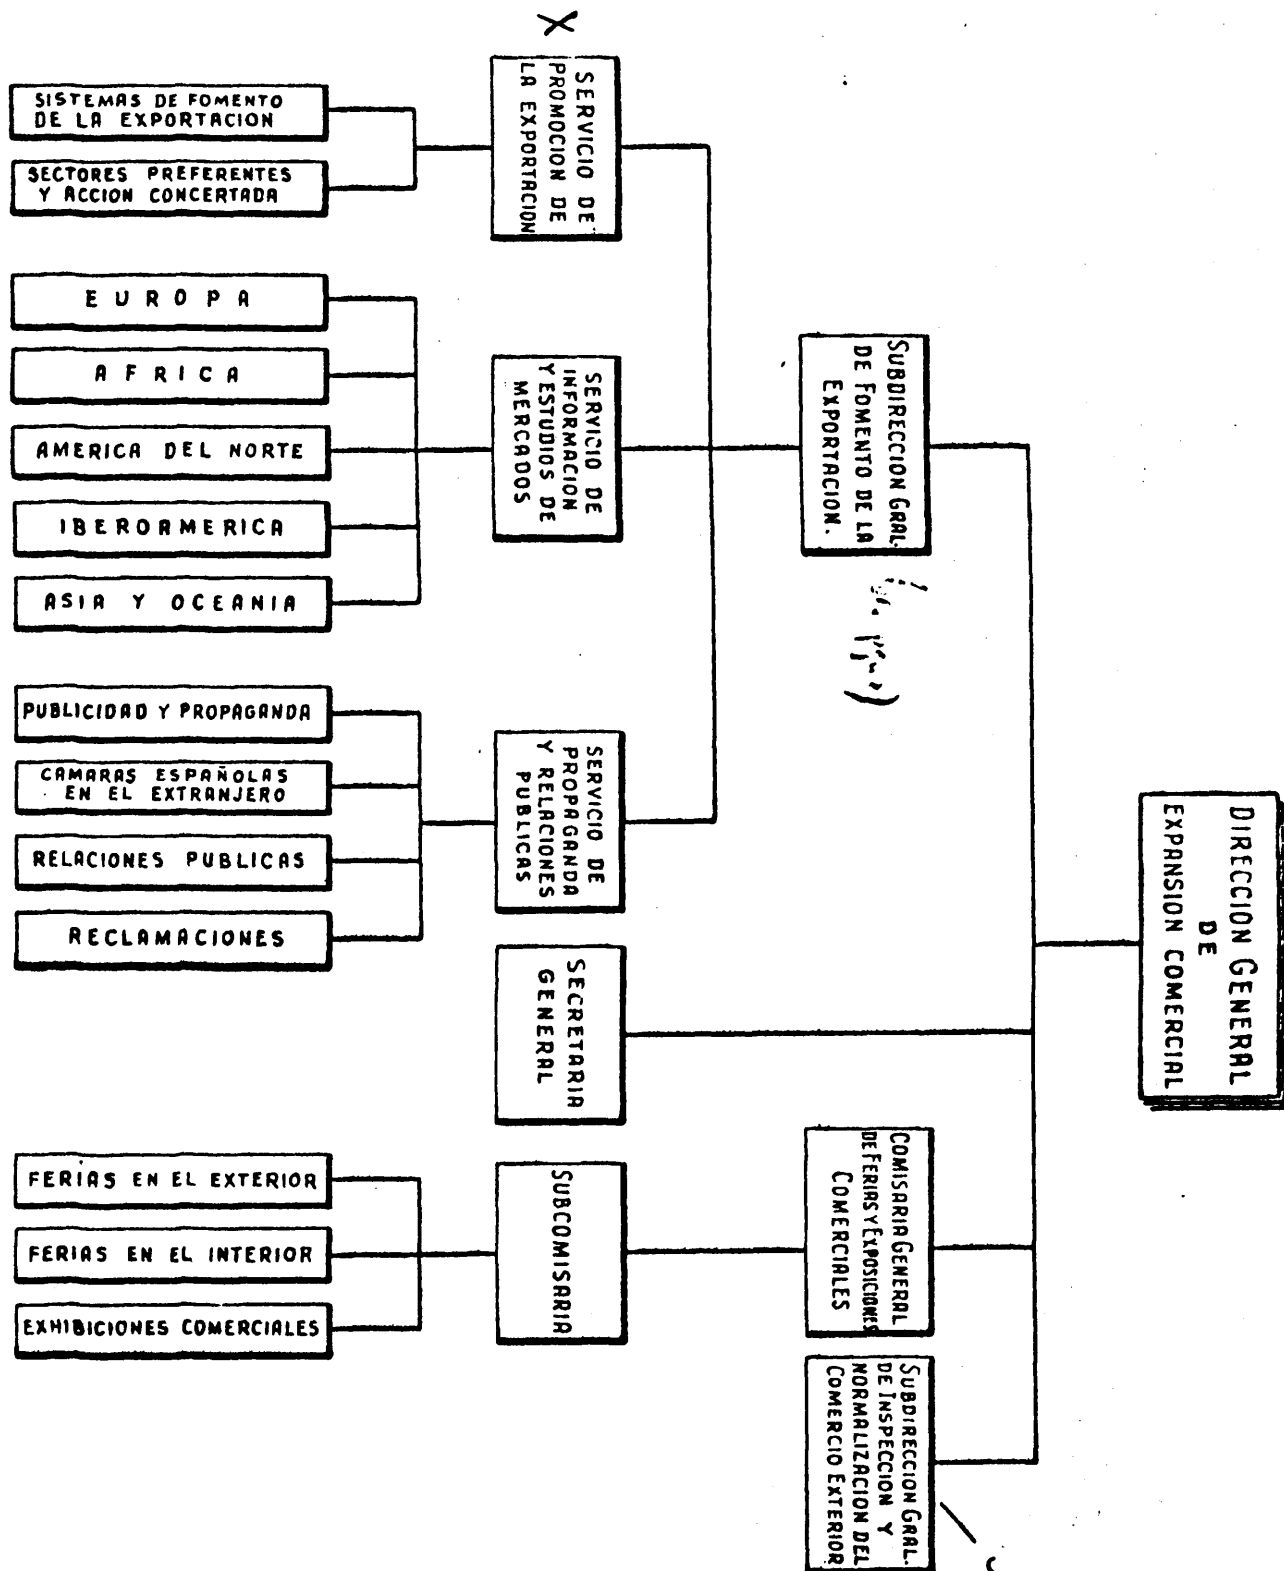 DIRECCION GENERAL
DE
EXPANSION COMERCIAL
SUBDIRECCION GRAL.
DE FOMENTO DE LA
EXPORTACION.
COMISARIA GENERAL
DE FERIAS Y EXPOSICIONES
COMERCIALES
SUBDIRECCION GRAL.
DE INSPECCION Y
NORMALIZACION DEL
COMERCIO EXTERIOR
SERVICIO DE
PROMOCION DE
LA EXPORTACION
SERVICIO DE
INFORMACION
Y ESTUDIOS DE
MERCADOS
SERVICIO DE
PROPAGANDA
Y RELACIONES
PUBLICAS
SECRETARIA
GENERAL
SUBCOMISARIA
SISTEMAS DE FOMENTO
DE LA EXPORTACION
SECTORES PREFERENTES
Y ACCION CONCERTADA
EUROPA
AFRICA
AMERICA DEL NORTE
IBEROAMERICA
ASIA Y OCEANIA
PUBLICIDAD Y PROPAGANDA
CAMARAS ESPAÑOLAS
EN EL EXTRANJERO
RELACIONES PUBLICAS
RECLAMACIONES
FERIAS EN EL EXTERIOR
FERIAS EN EL INTERIOR
EXHIBICIONES COMERCIALES